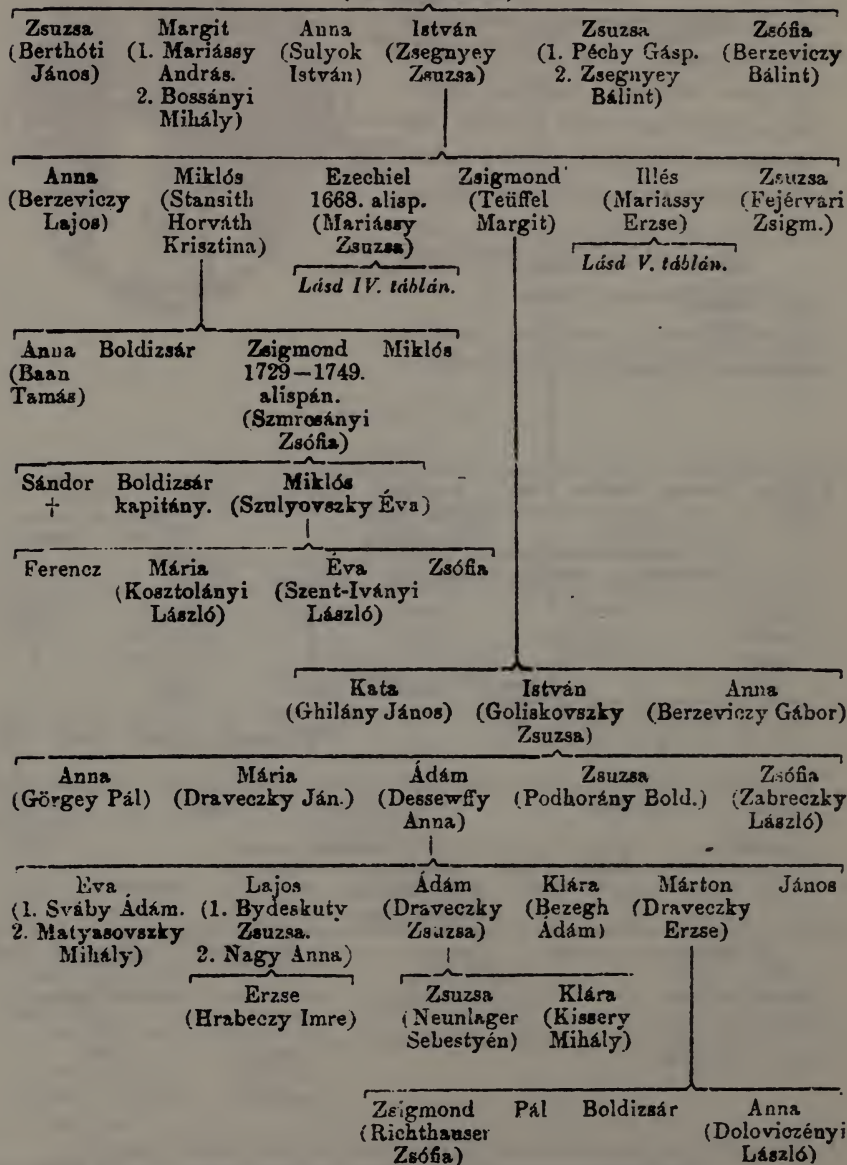 Zsuzsa Margit Anna István Zsuzsa Zsófia
(Berthóti (1. Mariássy (Sulyok (Zsegnyey (1. Péchy Gásp. (Berzeviczy
János) András. István) Zsuzsa) 2. Zsegnyey Bálint)
2. Bossányi Bálint)
Mihály)
Anna Miklós Ezechiel Zsigmond Illés Zsuzsa
(Berzeviczy (Stansith 1668. alisp. (Teüffel (Mariassy (Fejérvari
Lajos) Horváth (Mariássy Margit) Erzse) Zsigm.)
Krisztina) Zsuzsa)
Lásd IV. táblán. Lásd V. táblán.
Anna Boldizsár Zsigmond Miklós
(Baan 1729—1749.
Tamás) alispán.
(Szmrosányi
Zsófia)
Sándor Boldizsár Miklós
† kapitány. (Szulyovszky Éva)
Ferencz Mária Éva Zsófia
(Kosztolányi (Szent-Iványi
László) László)
Kata István Anna
(Ghilány János) (Goliskovszky (Berzeviczy Gábor)
Zsuzsa)
Anna Mária Ádám Zsuzsa Zsófia
(Görgey Pál) (Draveczky Ján.) (Dessewffy (Podhorány Bold.) (Zabreczky
Anna) László)
Eva Lajos Ádám Klára Márton János
(1. Sváby Ádám. (1. Bydeskuty (Draveczky (Bezegh (Draveczky
2. Matyasovszky Zsuzsa. Zsuzsa) Ádám) Erzse)
Mihály) 2. Nagy Anna)
Erzse Zsuzsa Klára
(Hrabeczy Imre) (Neunlager (Kissery
Sebestyén) Mihály)
Zsigmond Pál Boldizsár Anna
(Richthauser (Doloviczényi
Zsófia) László)